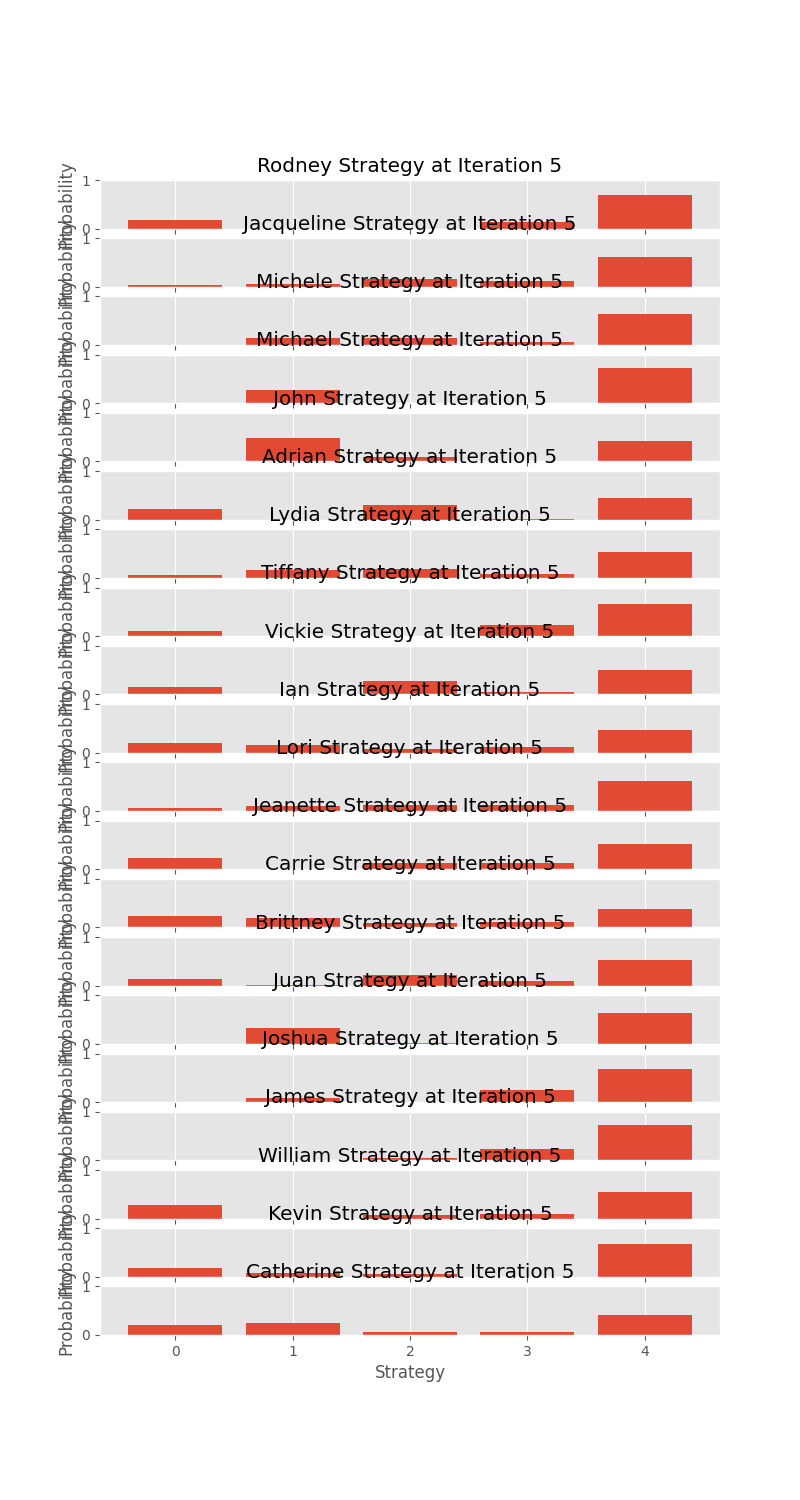 Rodney Strategy at Iteration 5
1
0
Probability
Jacqueline Strategy at Iteration 5
1
0
Probability
Michele Strategy at Iteration 5
1
0
Probability
Michael Strategy at Iteration 5
1
0
Probability
John Strategy at Iteration 5
1
0
Probability
Adrian Strategy at Iteration 5
1
0
Probability
Lydia Strategy at Iteration 5
1
0
Probability
Tiffany Strategy at Iteration 5
1
0
Probability
Vickie Strategy at Iteration 5
1
0
Probability
Ian Strategy at Iteration 5
1
0
Probability
Lori Strategy at Iteration 5
1
0
Probability
Jeanette Strategy at Iteration 5
1
0
Probability
Carrie Strategy at Iteration 5
1
0
Probability
Brittney Strategy at Iteration 5
1
0
Probability
Juan Strategy at Iteration 5
1
0
Probability
Joshua Strategy at Iteration 5
1
0
Probability
James Strategy at Iteration 5
1
0
Probability
William Strategy at Iteration 5
1
0
Probability
Kevin Strategy at Iteration 5
1
0
Probability
Catherine Strategy at Iteration 5
1
0
Probability
0 1 2 3 4
Strategy